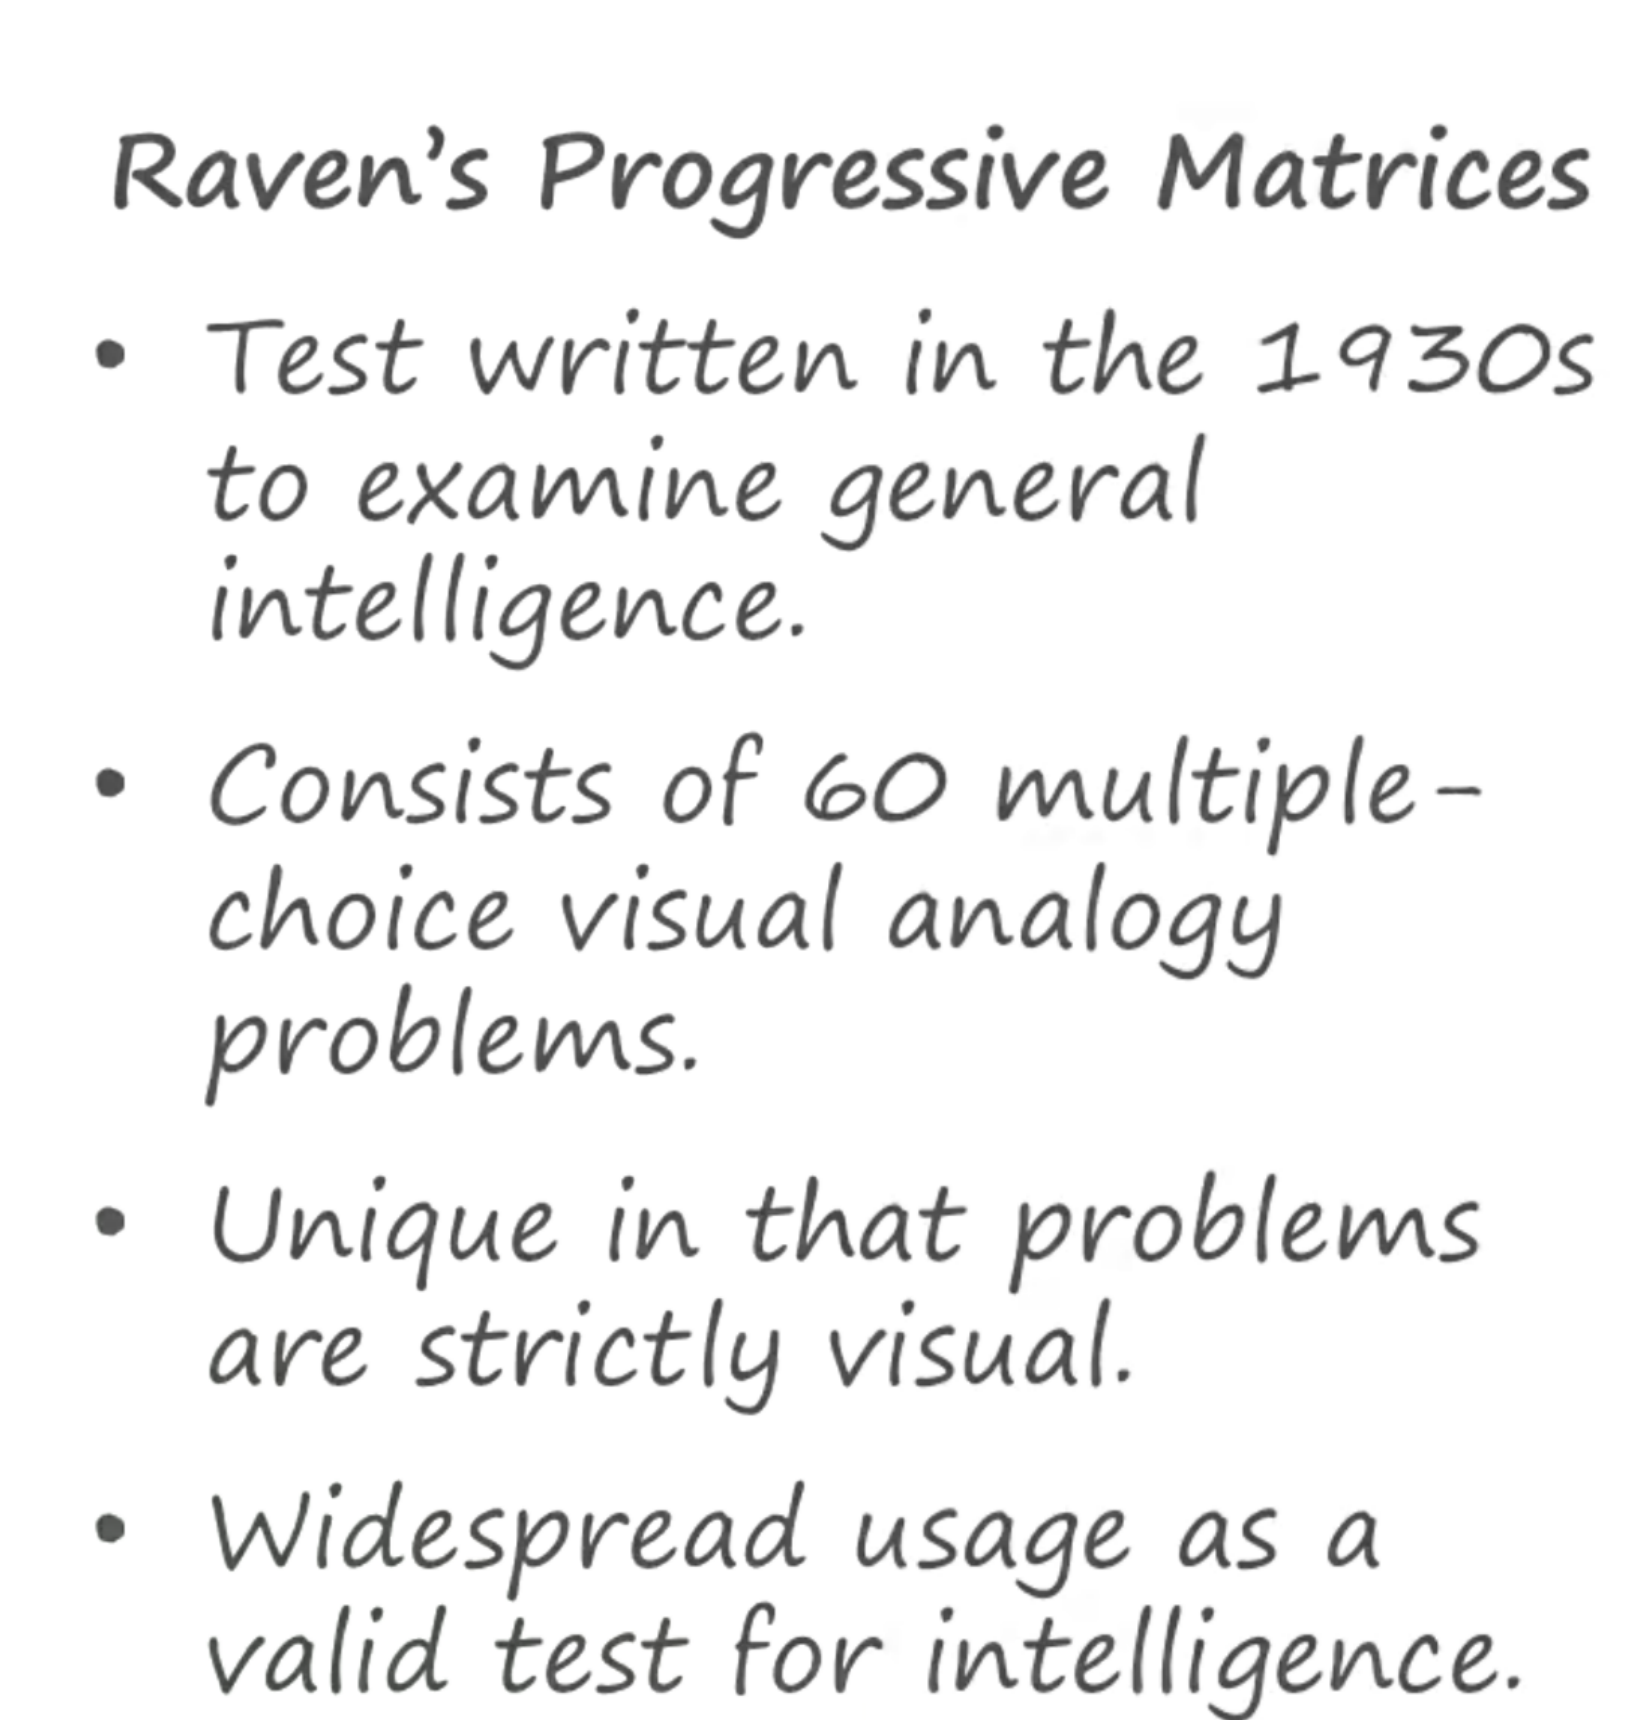 Raven's Progressive Matrices
• Test written in the 1930s
to examine general
intelligence.
• Consists of 60 multiple-
choice visual analogy
problems.
• Unique in that problems
are strictly visual.
• Widespread usage as a
valid test for intelligence.